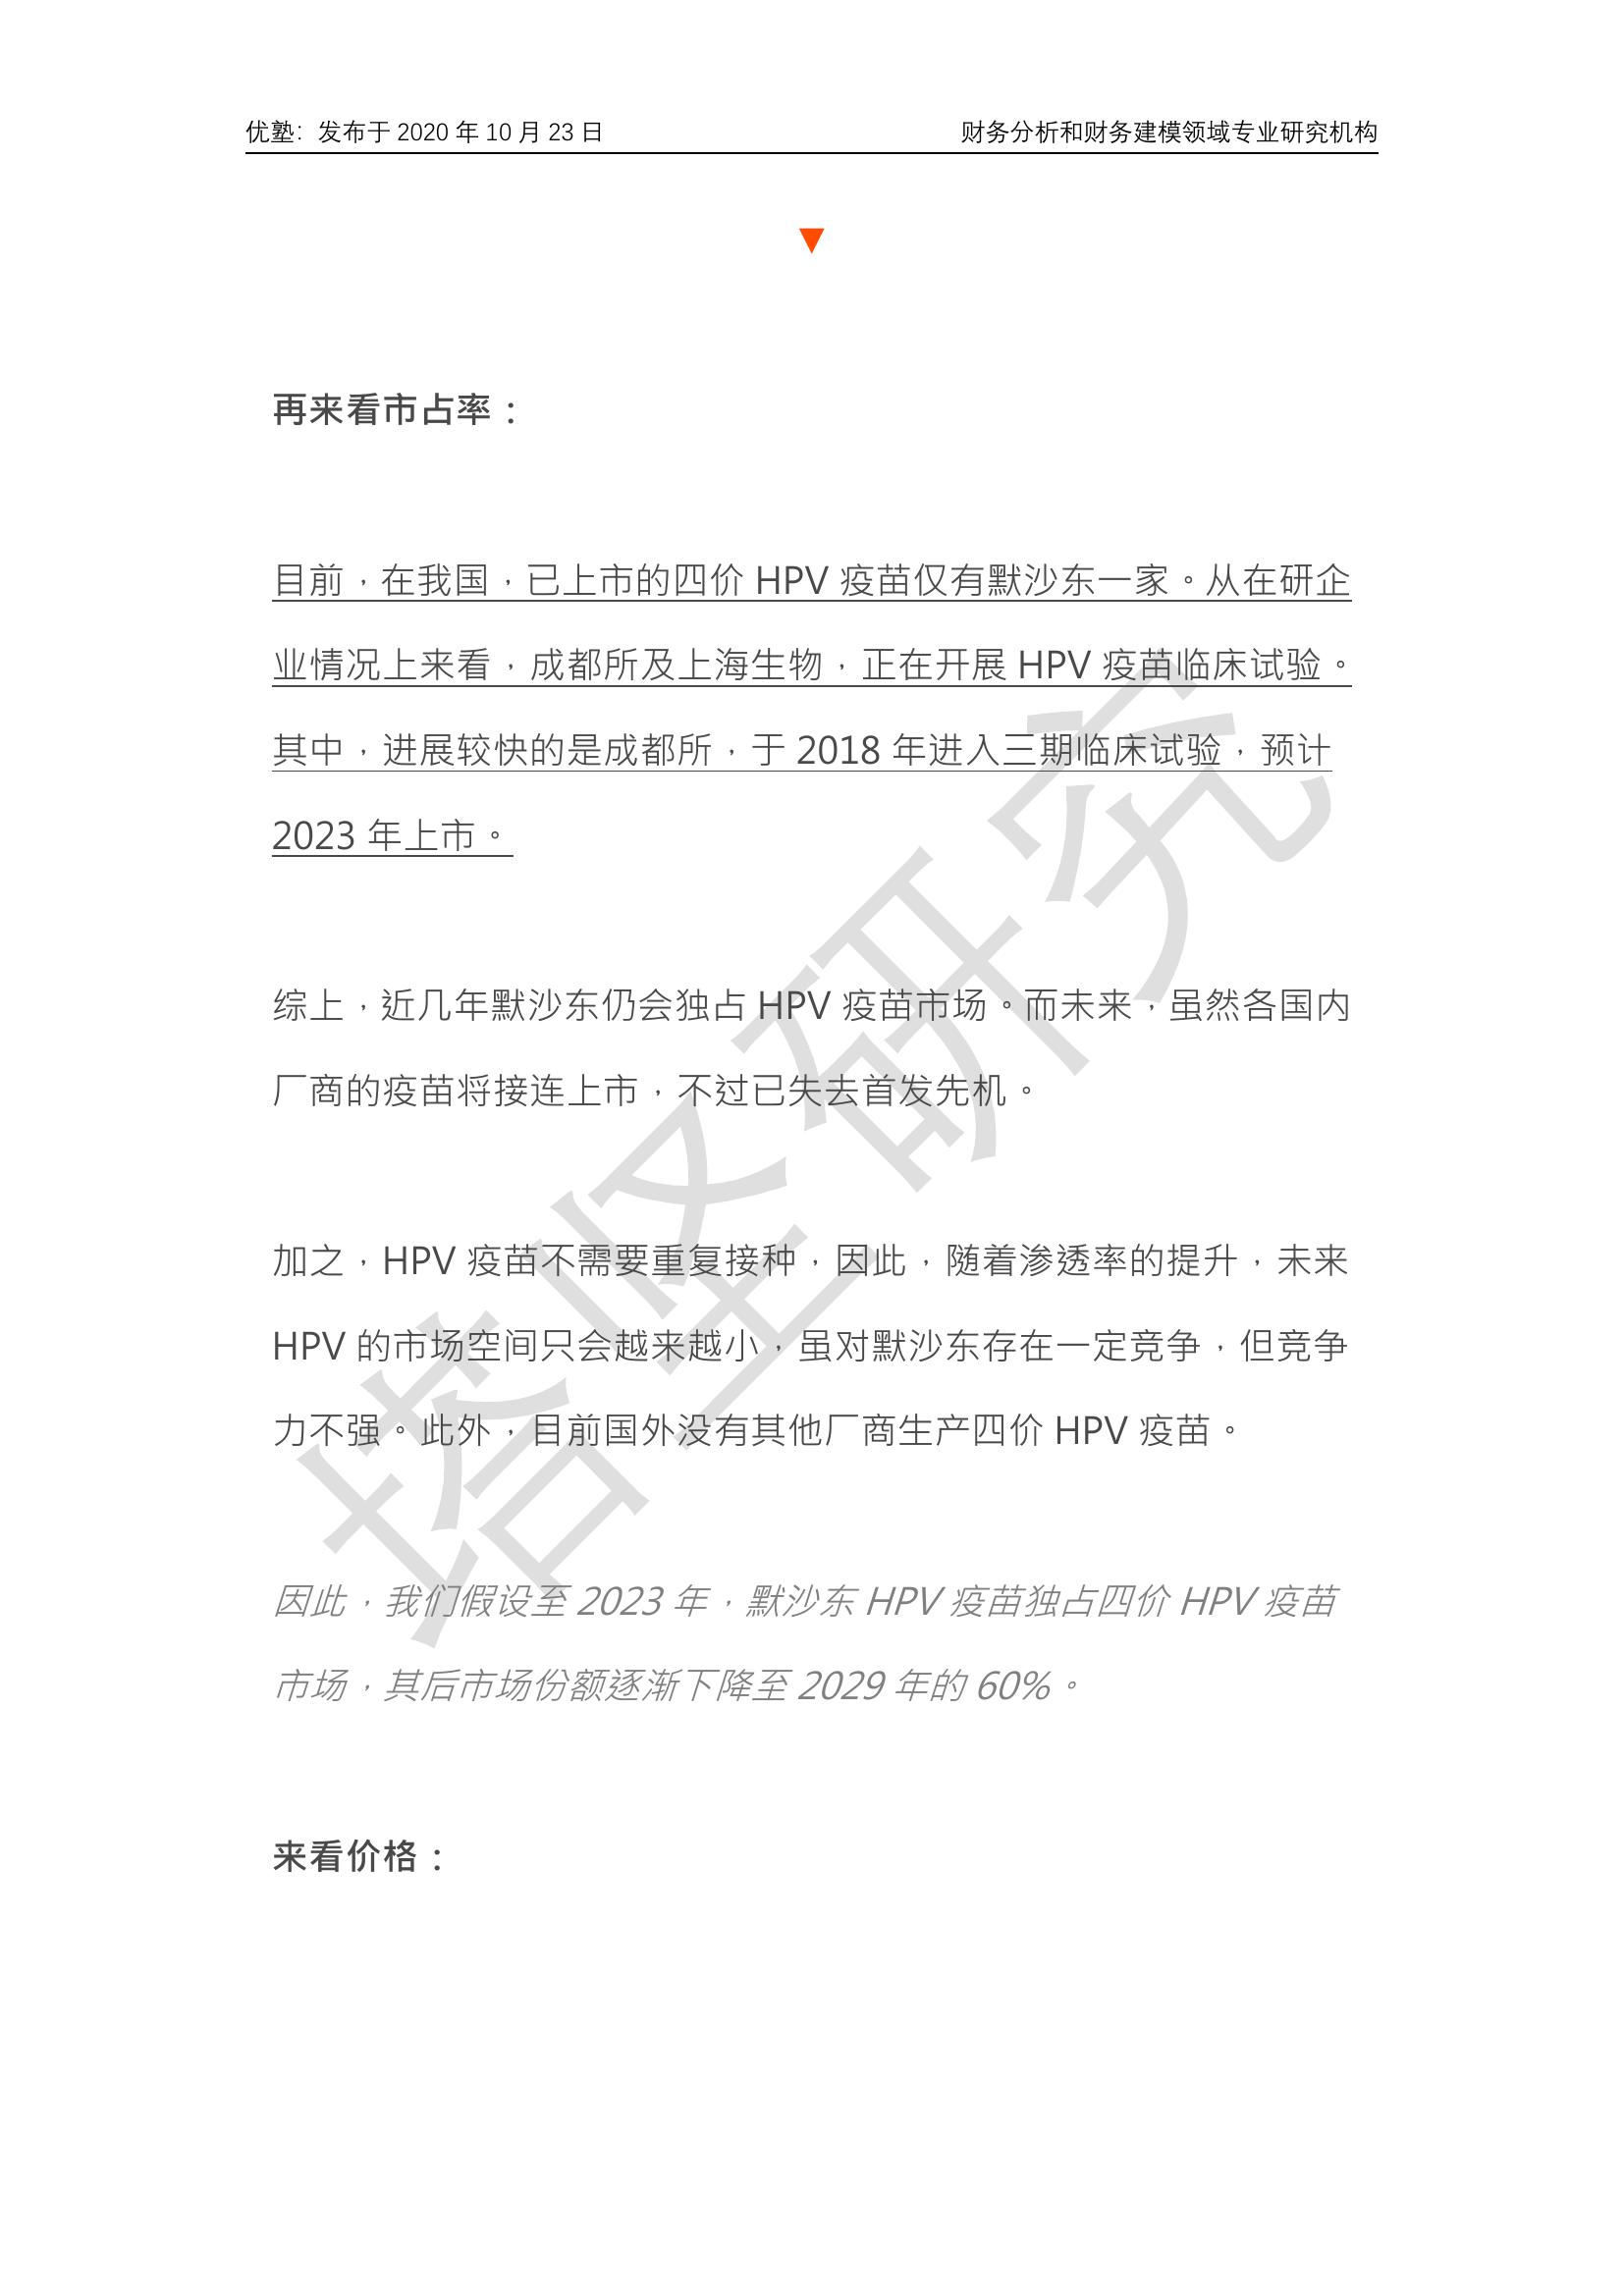 优塾：发布于 2020 年 10 月 23 日
财务分析和财务建模领域专业研究机构
再来看市占率：
目前，在我国，已上市的四价 HPV 疫苗仅有默沙东一家。从在研企
业情况上来看，成都所及上海生物，正在开展 HPV 疫苗临床试验。
其中，进展较快的是成都所，于 2018 年进入三期临床试验，预计
2023 年上市。
综上，近几年默沙东仍会独占 HPV 疫苗市场。而未来，虽然各国内
厂商的疫苗将接连上市，不过已失去首发先机。
加之，HPV 疫苗不需要重复接种，因此，随着渗透率的提升，未来
HPV 的市场空间只会越来越小，虽对默沙东存在一定竞争，但竞争
力不强。此外，目前国外没有其他厂商生产四价 HPV 疫苗。
因此，我们假设至 2023 年，默沙东 HPV 疫苗独占四价 HPV 疫苗
市场，其后市场份额逐渐下降至 2029 年的 60%。
来看价格：
塔坚研究